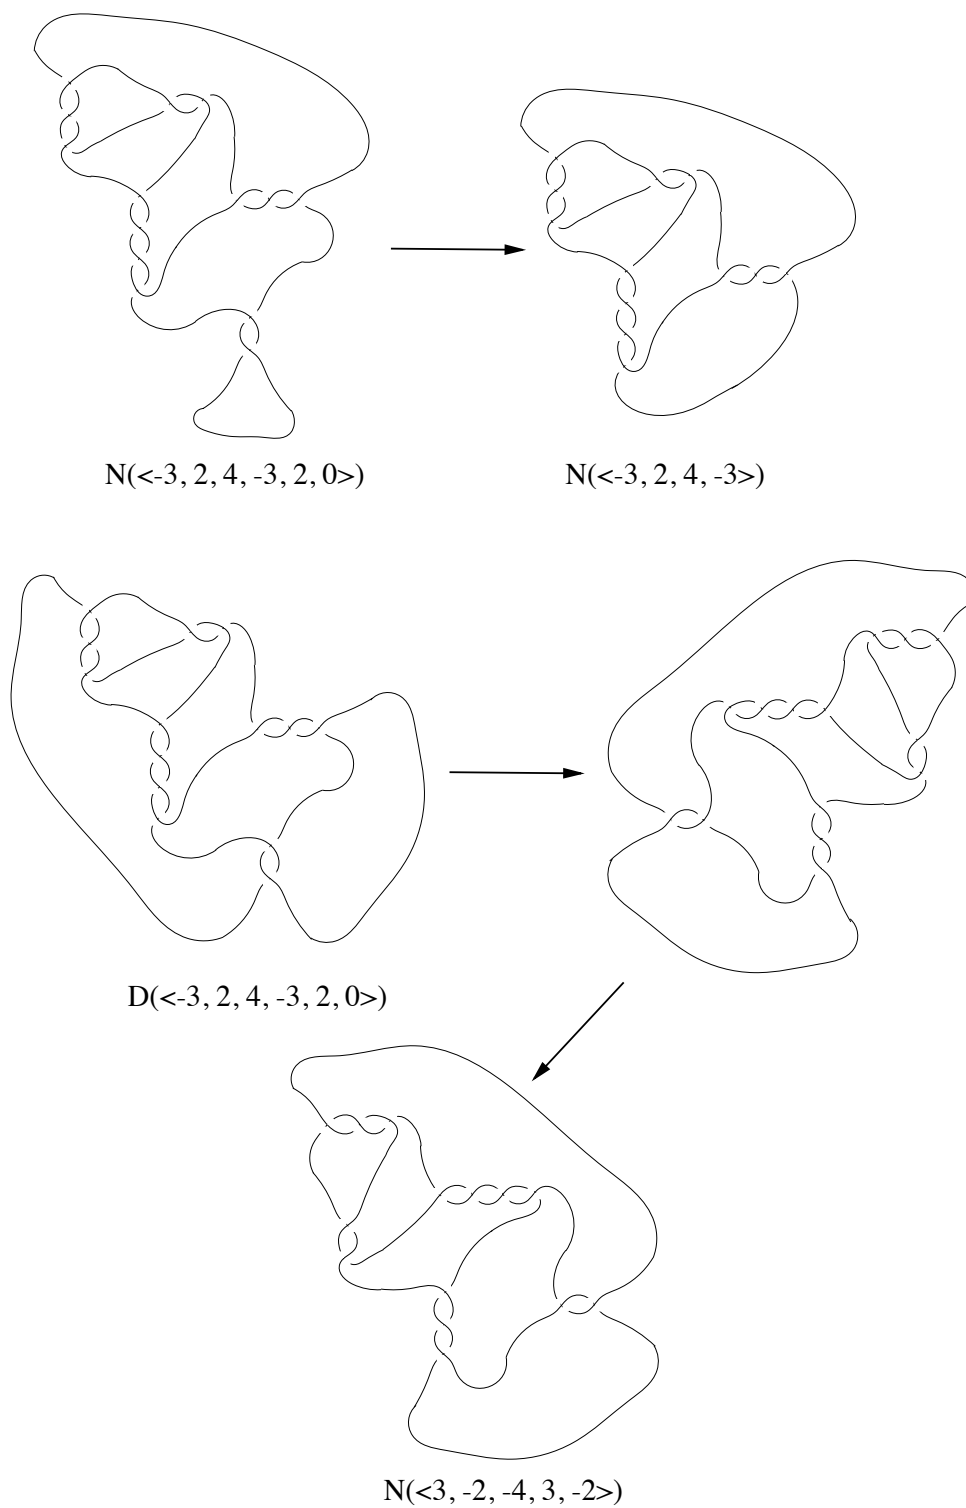 N(<-3, 2, 4, -3, 2, 0>)
N(<-3, 2, 4, -3>)
D(<-3, 2, 4, -3, 2, 0>)
N(<3, -2, -4, 3, -2>)